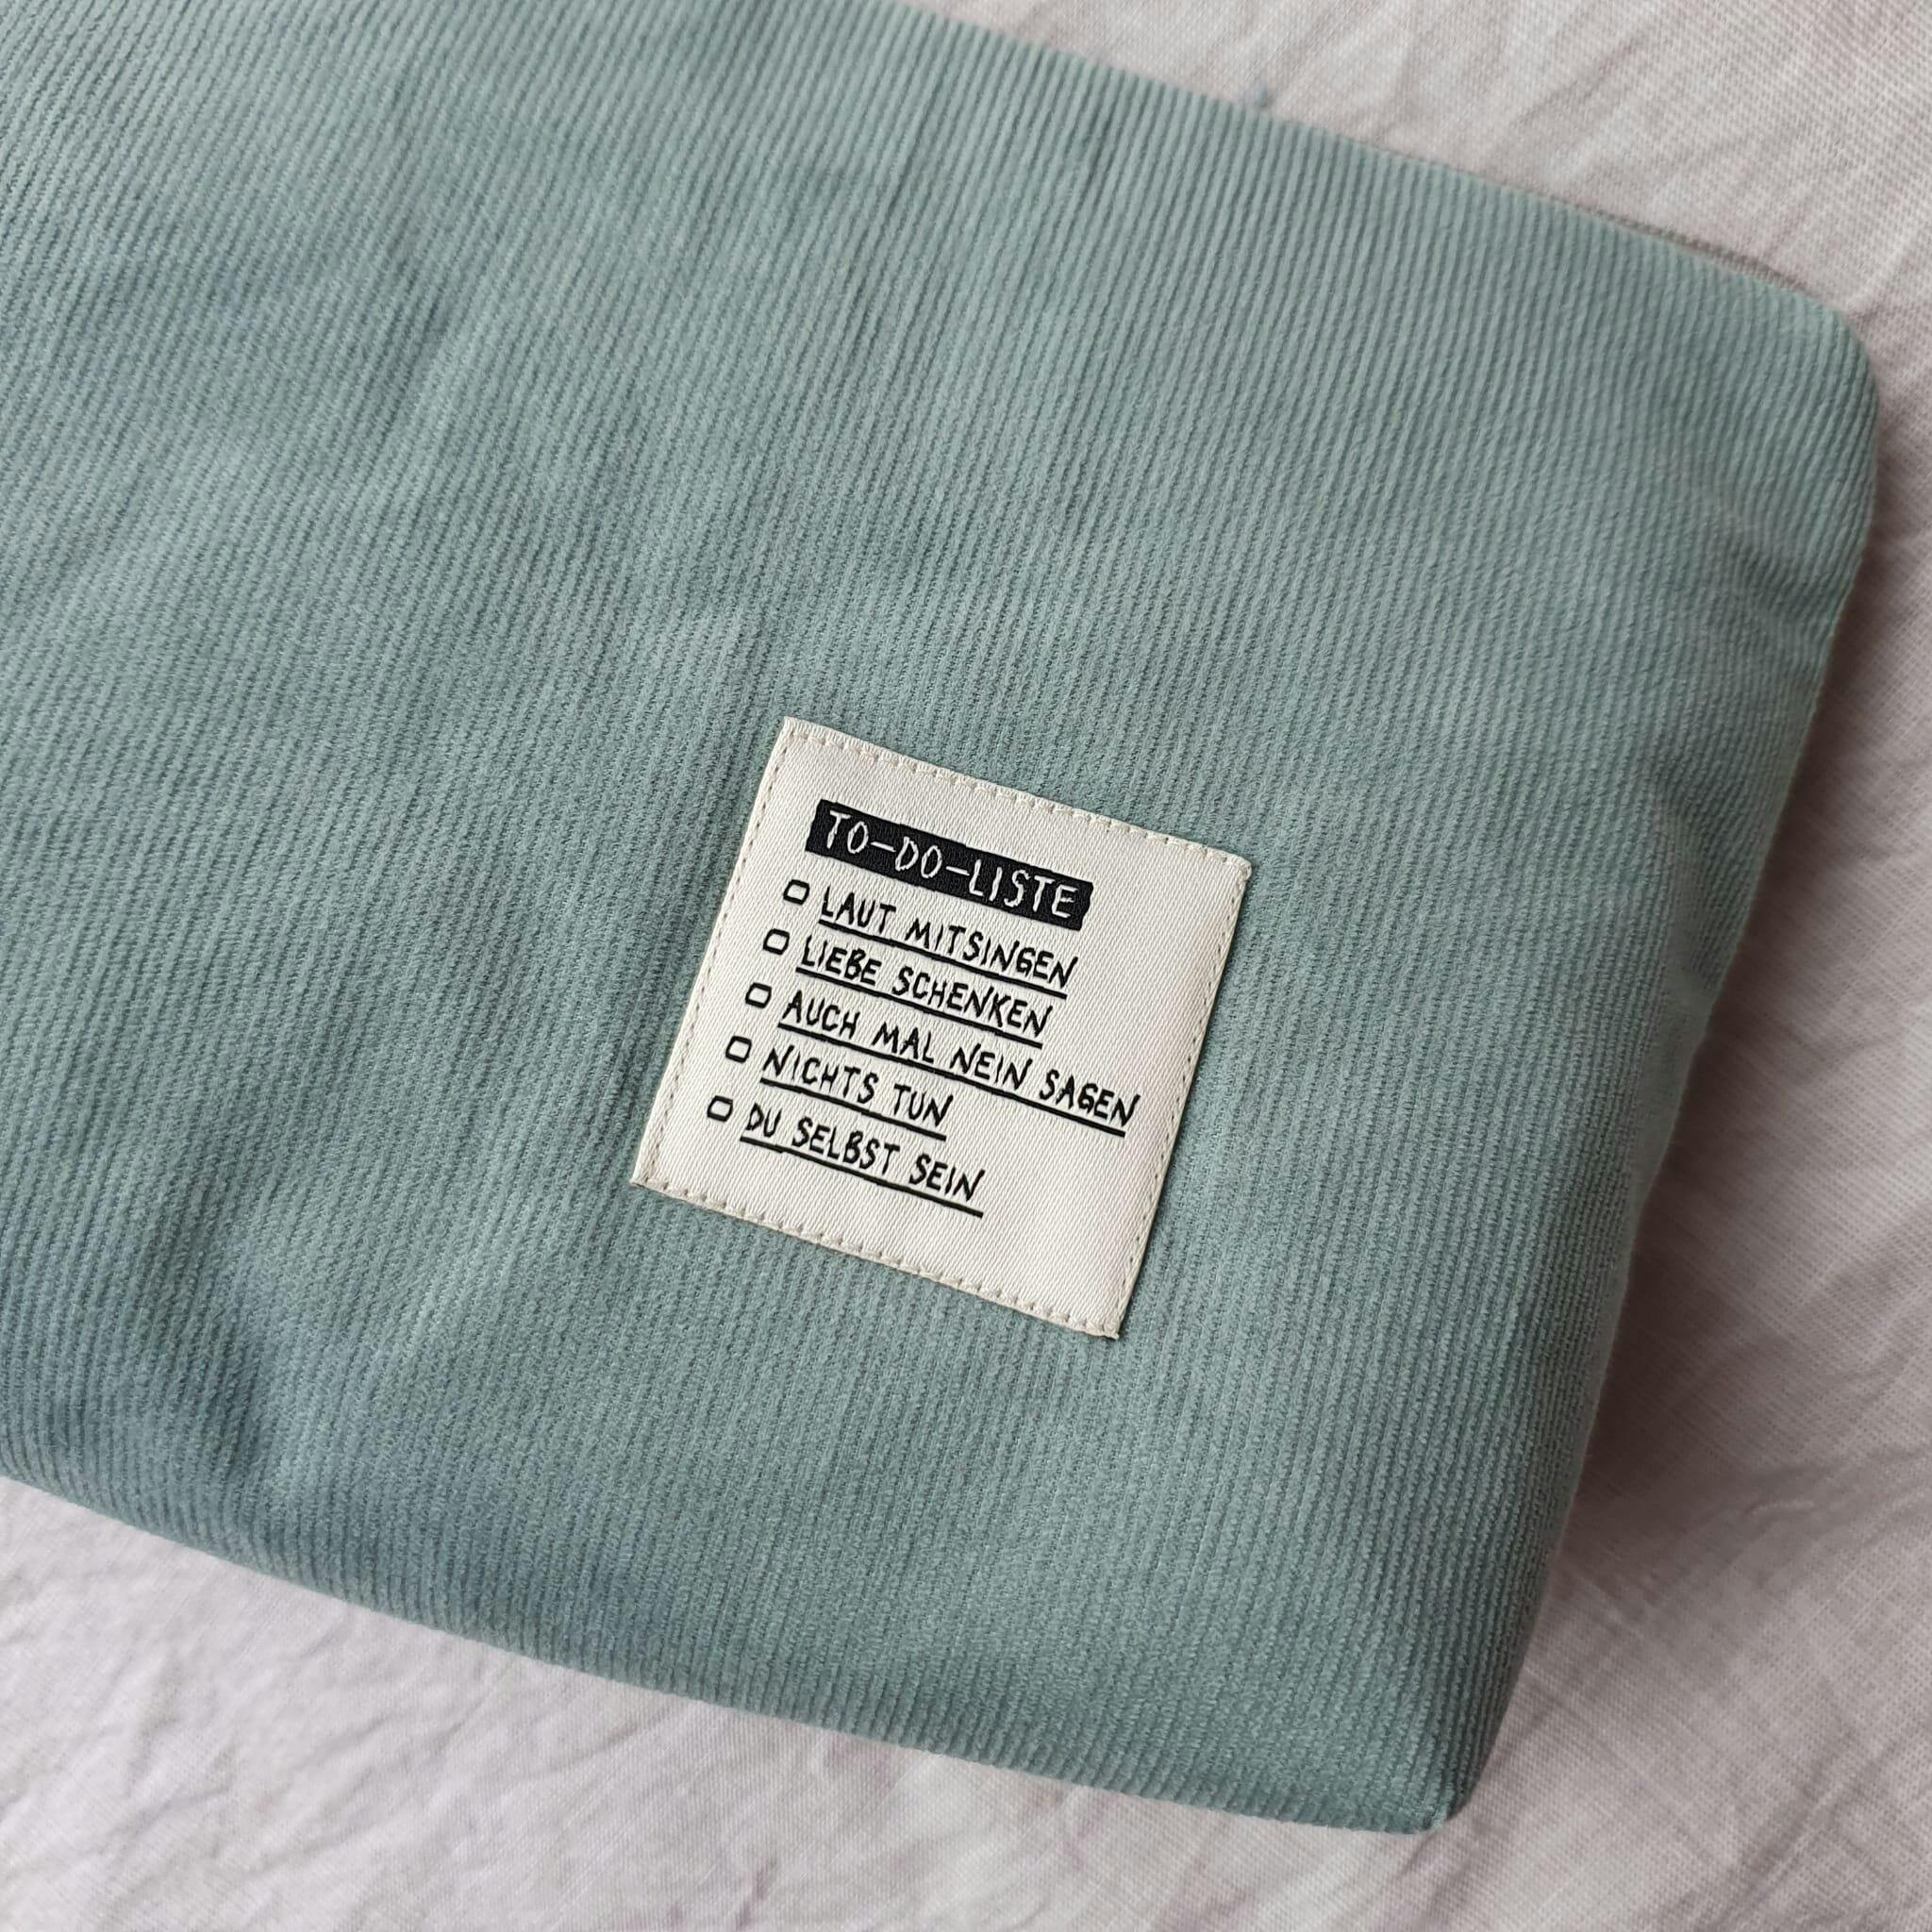 TO-DO-LISTE
LAUT MITSINGEN
LIEBE SCHENKEN
AUCH MAL NEIN SAGEN
NICHTS TUN
DU SELBST SEIN